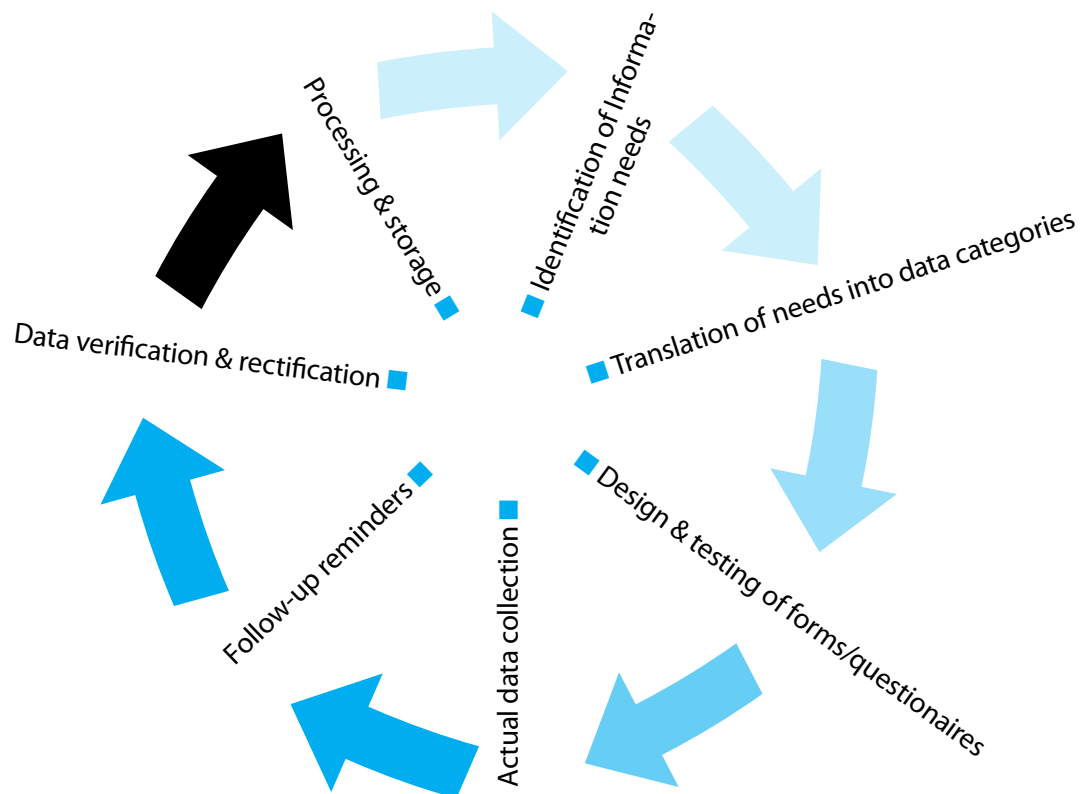 Identification of Informa-
tion needs
Translation of needs into data categories
Design & testing of forms/questionaires
Actual data collection
Follow-up reminders
Data verification & rectification
Processing & storage